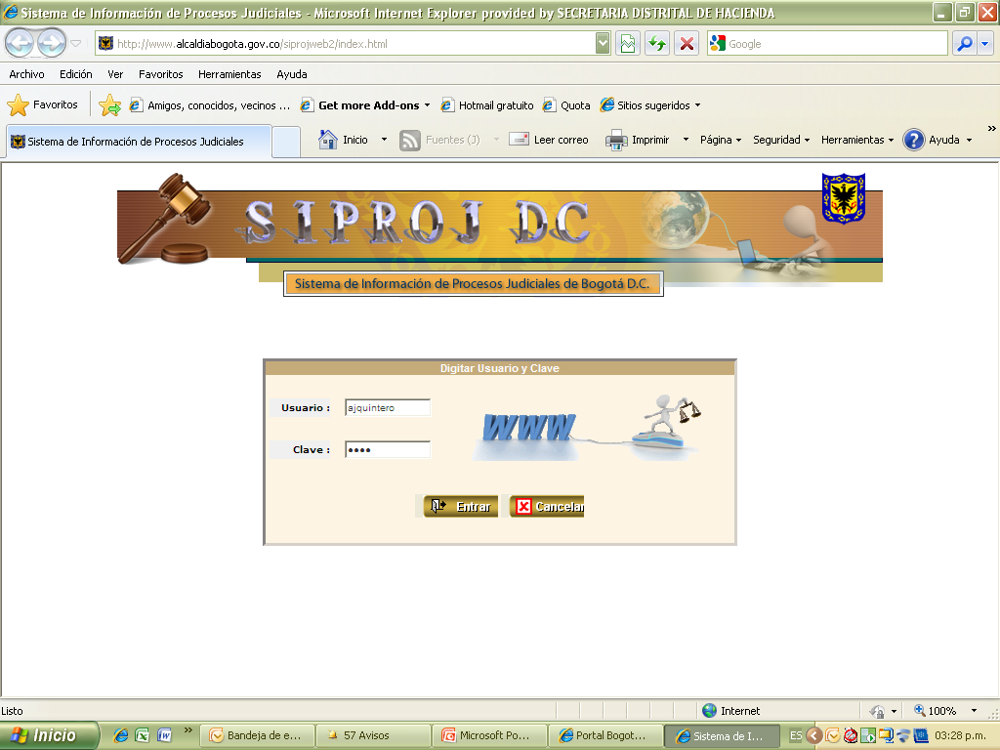 Sistema de Información de Procesos Judiciales - Microsoft Internet Explorer provided by SECRETARIA DISTRITAL DE HACIENDA
http://www.alcaldiabogota.gov.co/siprojweb2/index.html
Google
Archivo Edición Ver Favoritos Herramientas Ayuda
Favoritos Amigos, conocidos, vecinos ... Get more Add-ons Hotmail gratuito Quota Sitios sugeridos
Sistema de Información de Procesos Judiciales Inicio Fuentes (J) Leer correo Imprimir Página Seguridad Herramientas Ayuda »
SIPROJ DC
Sistema de Información de Procesos Judiciales de Bogotá D.C.
Digitar Usuario y Clave
Usuario : ajquintero
WWW
Clave : ••••
Entrar Cancelar
Listo Internet 100%
Inicio » Bandeja de e... 57 Avisos Microsoft Po... Portal Bogot... Sistema de I... ES 03:28 p.m.